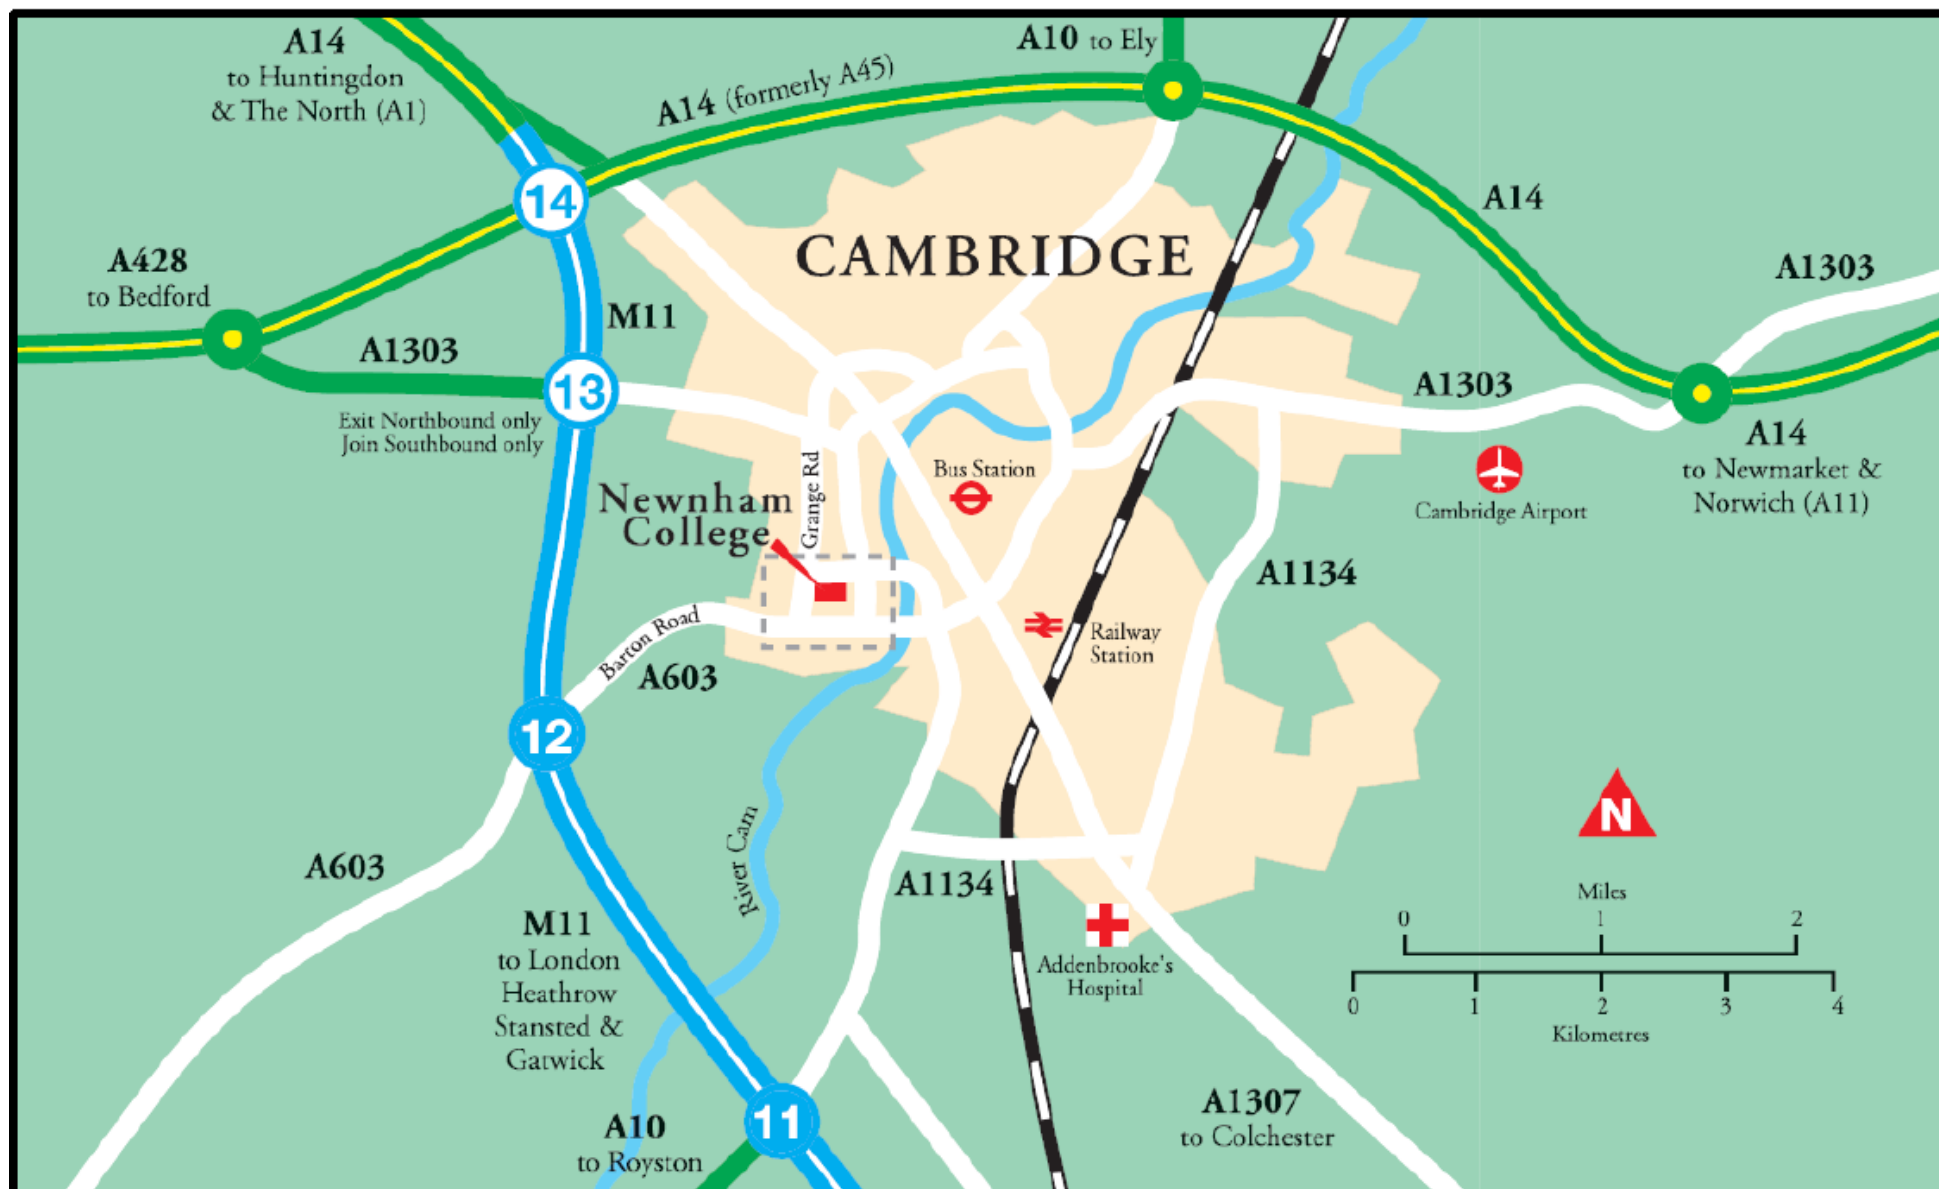 A14
to Huntingdon
& The North (A1)
A14 (formerly A45)
A10 to Ely
14
A14
CAMBRIDGE
A428
to Bedford
A1303
M11
A1303
13
A1303
Exit Northbound only
Join Southbound only
A14
to Newmarket &
Norwich (A11)
Bus Station
Grange Rd
Newnham
College
Cambridge Airport
A1134
Barton Road
A603
Railway
Station
12
N
River Cam
A603
A1134
Miles
0 1 2
M11
to London
Heathrow
Stansted &
Gatwick
Addenbrooke's
Hospital
0 1 2 3 4
Kilometres
11
A10
to Royston
A1307
to Colchester